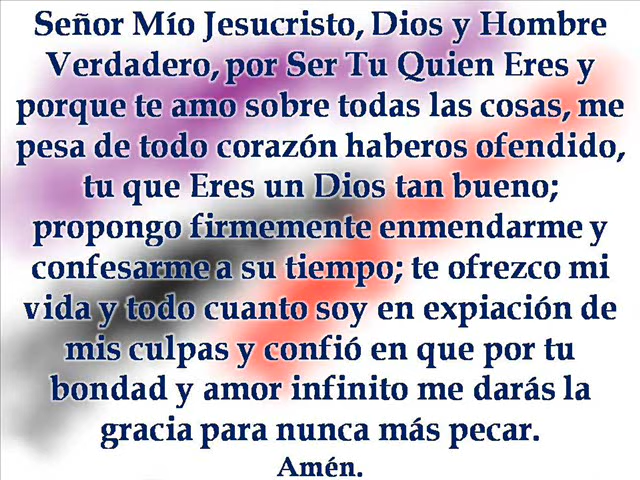 Señor Mío Jesucristo, Dios y Hombre
Verdadero, por Ser Tu Quien Eres y
porque te amo sobre todas las cosas, me
pesa de todo corazón haberos ofendido,
tu que Eres un Dios tan bueno;
propongo firmemente enmendarme y
confesarme a su tiempo; te ofrezco mi
vida y todo cuanto soy en expiación de
mis culpas y confió en que por tu
bondad y amor infinito me darás la
gracia para nunca más pecar.
Amén.